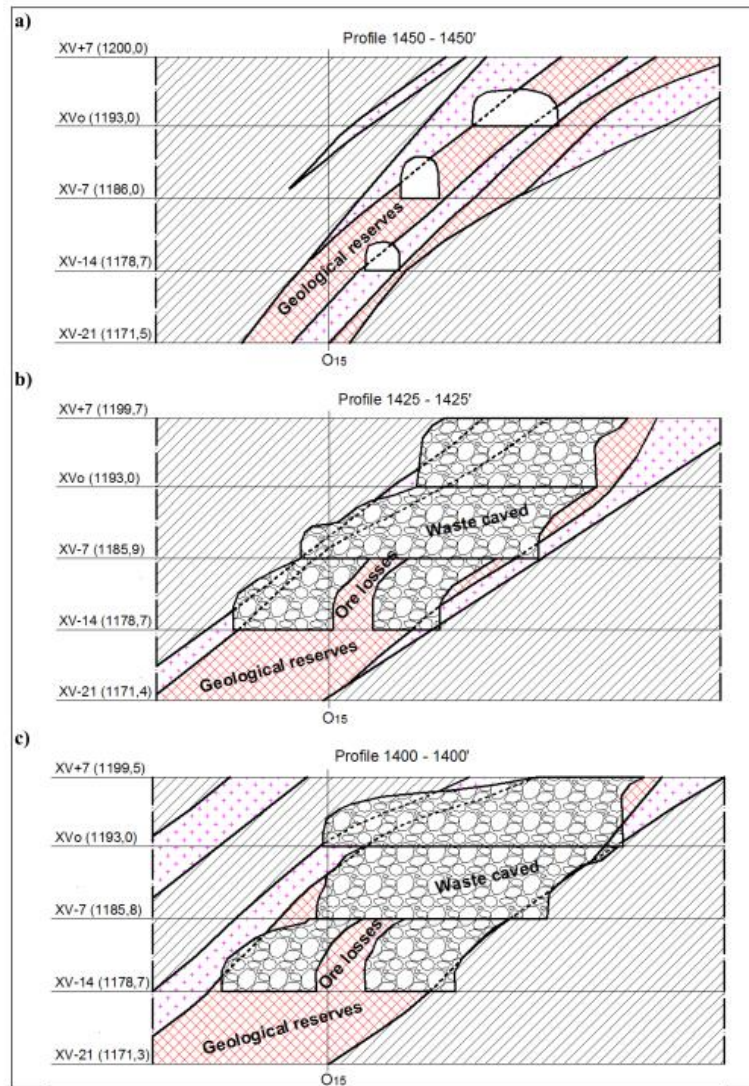 a)
Profile 1450 - 1450'
XV+7 (1200,0)
XVo (1193,0)
XV-7 (1186,0)
Geological reserves
XV-14 (1178,7)
XV-21 (1171,5)
O15
b)
Profile 1425 - 1425'
XV+7 (1199,7)
XVo (1193,0)
Waste caved
XV-7 (1185,9)
Ore losses
XV-14 (1178,7)
Geological reserves
XV-21 (1171,4)
O15
c)
Profile 1400 - 1400'
XV+7 (1199,5)
XVo (1193,0)
Waste caved
XV-7 (1185,8)
Ore losses
XV-14 (1178,7)
Geological reserves
XV-21 (1171,3)
O15